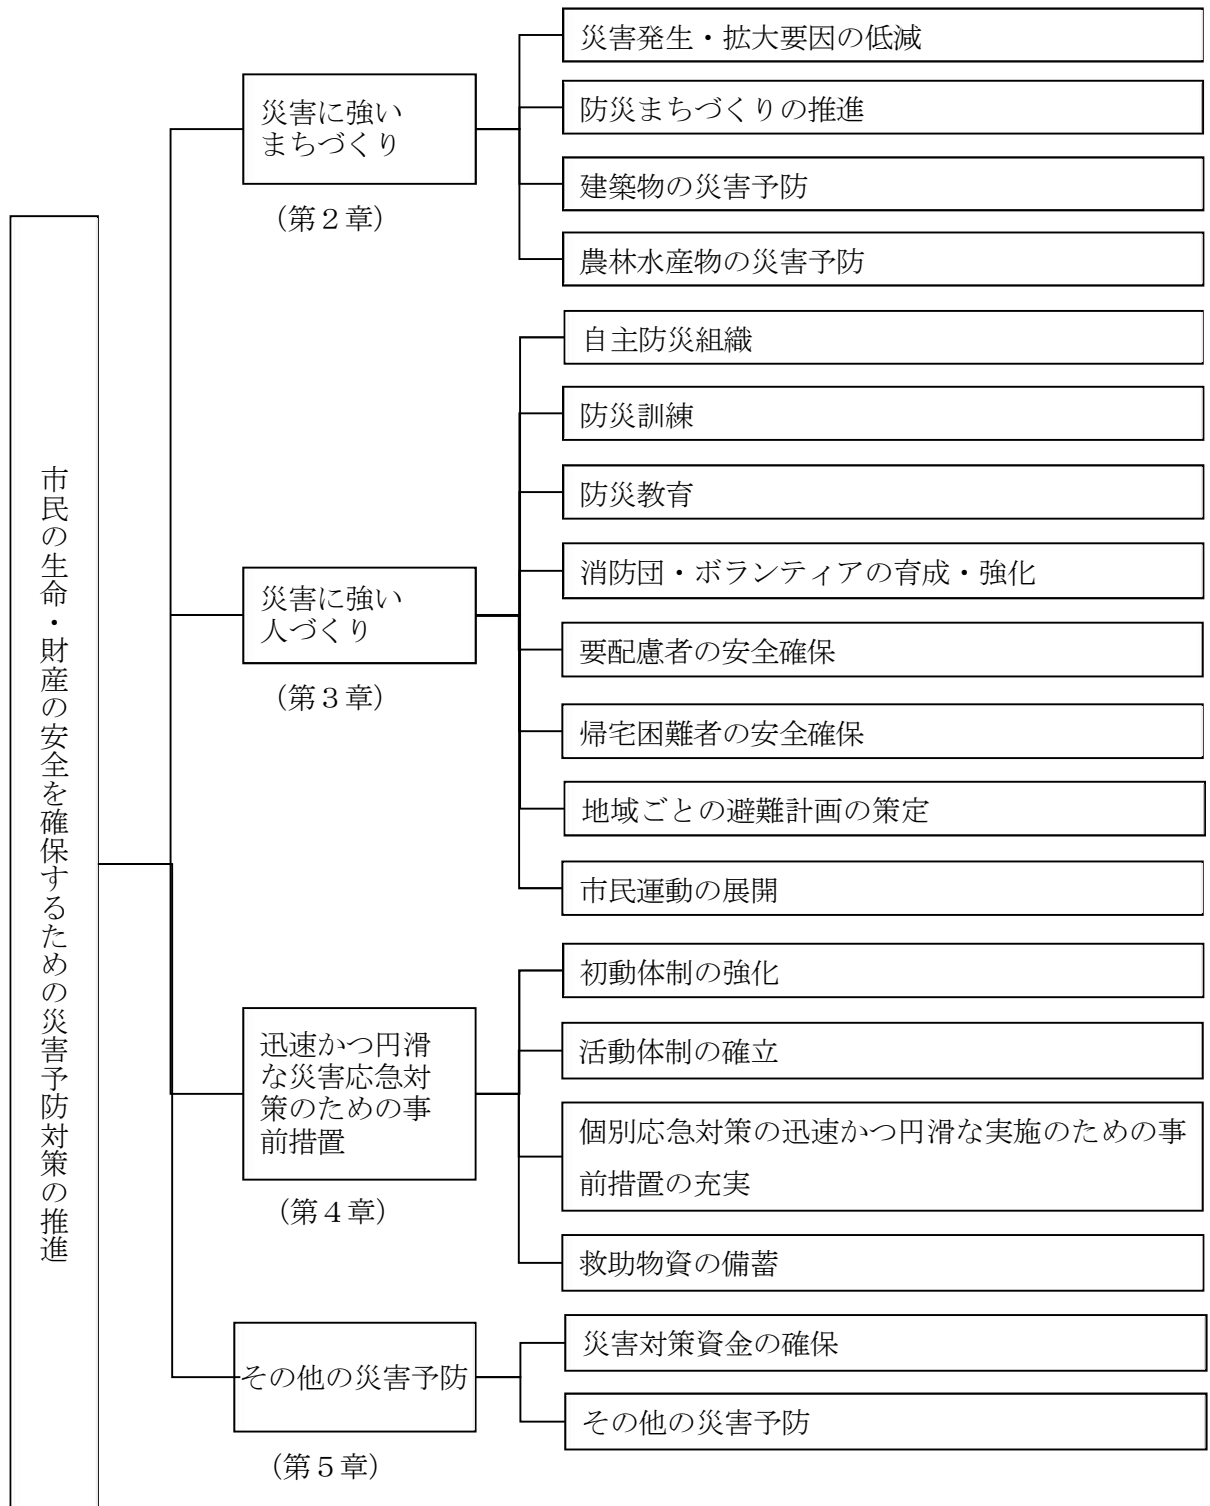 市民の生命・財産の安全を確保するための災害予防対策の推進
災害に強い
まちづくり
（第２章）
災害発生・拡大要因の低減
防災まちづくりの推進
建築物の災害予防
農林水産物の災害予防
災害に強い
人づくり
（第３章）
自主防災組織
防災訓練
防災教育
消防団・ボランティアの育成・強化
要配慮者の安全確保
帰宅困難者の安全確保
地域ごとの避難計画の策定
市民運動の展開
迅速かつ円滑
な災害応急対
策のための事
前措置
（第４章）
初動体制の強化
活動体制の確立
個別応急対策の迅速かつ円滑な実施のための事
前措置の充実
救助物資の備蓄
その他の災害予防
（第５章）
災害対策資金の確保
その他の災害予防